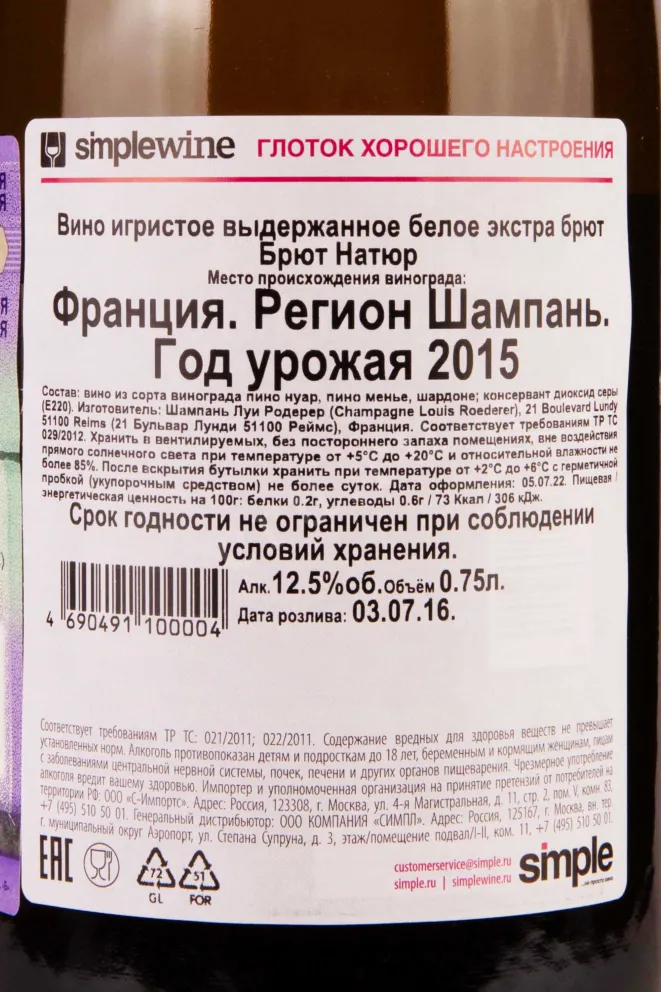 simplewine ГЛОТОК ХОРОШЕГО НАСТРОЕНИЯ
Вино игристое выдержанное белое экстра брют
Брют Натюр
Место происхождения винограда:
Франция. Регион Шампань.
Год урожая 2015
Состав: вино из сорта винограда пино нуар, пино менье, шардоне; консервант диоксид серы
(E220). Изготовитель: Шампань Луи Родерер (Champagne Louis Roederer), 21 Boulevard Lundy
51100 Reims (21 Бульвар Лунди 51100 Реймс), Франция. Соответствует требованиям ТР ТС
029/2012. Хранить в вентилируемых, без постороннего запаха помещениях, вне воздействия
прямого солнечного света при температуре от +5°С до +20°С и относительной влажности не
более 85%. После вскрытия бутылки хранить при температуре от +2°С до +6°С с герметичной
пробкой (укупорочным средством) не более суток. Дата оформления: 05.07.22. Пищевая /
энергетическая ценность на 100г: белки 0.2г, углеводы 0.6г / 73 Ккал / 306 кДж.
Срок годности не ограничен при соблюдении
условий хранения.
Алк. 12.5%об. Объём 0.75л.
Дата розлива: 03.07.16.
4 690491 100004
Соответствует требованиям ТР ТС: 021/2011; 022/2011. Содержание вредных для здоровья веществ не превышает
установленных норм. Алкоголь противопоказан детям и подросткам до 18 лет, беременным и кормящим женщинам, лицам
с заболеваниями центральной нервной системы, почек, печени и других органов пищеварения. Чрезмерное употребление
алкоголя вредит вашему здоровью. Импортер и уполномоченная организация на принятие претензий от потребителей на
территории РФ: ООО «С-Импортс». Адрес: Россия, 123308, г. Москва, ул. 4-я Магистральная, д. 11, стр. 2, пом. V, комн. 83,
+7 (495) 510 50 01. Генеральный дистрибьютор: ООО КОМПАНИЯ «СИМПЛ». Адрес: Россия, 125167, г. Москва, вн. тер.
г. муниципальный округ Аэропорт, ул. Степана Супруна, д. 3, этаж/помещение подвал/I-II, ком. 11, +7 (495) 510 50 01.
EAC
72
GL
51
FOR
customerservice@simple.ru
simple.ru | simplewine.ru
simple
...не просто вино